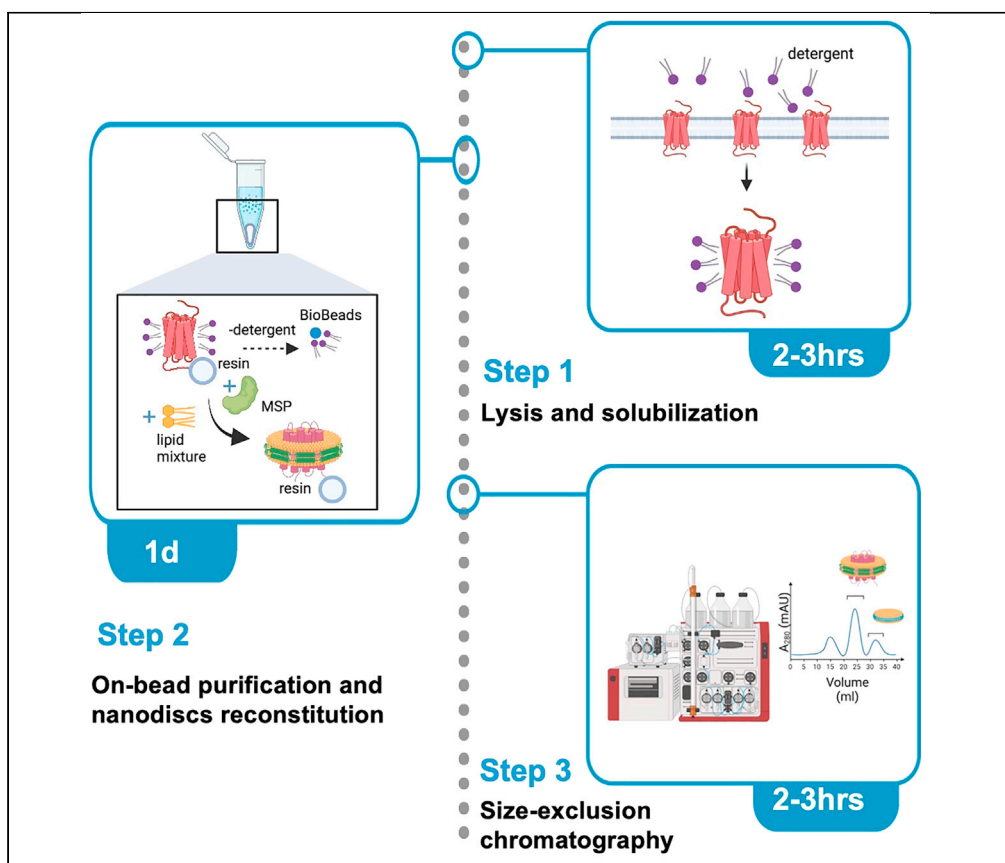 detergent
2-3hrs
Step 1
Lysis and solubilization
-detergent
BioBeads
resin
+
MSP
+
lipid
mixture
resin
1d
Step 2
On-bead purification and
nanodiscs reconstitution
A280 (mAU)
0 5 10 15 20 25 30 35 40
Volume
(ml)
Step 3
Size-exclusion
chromatography
2-3hrs